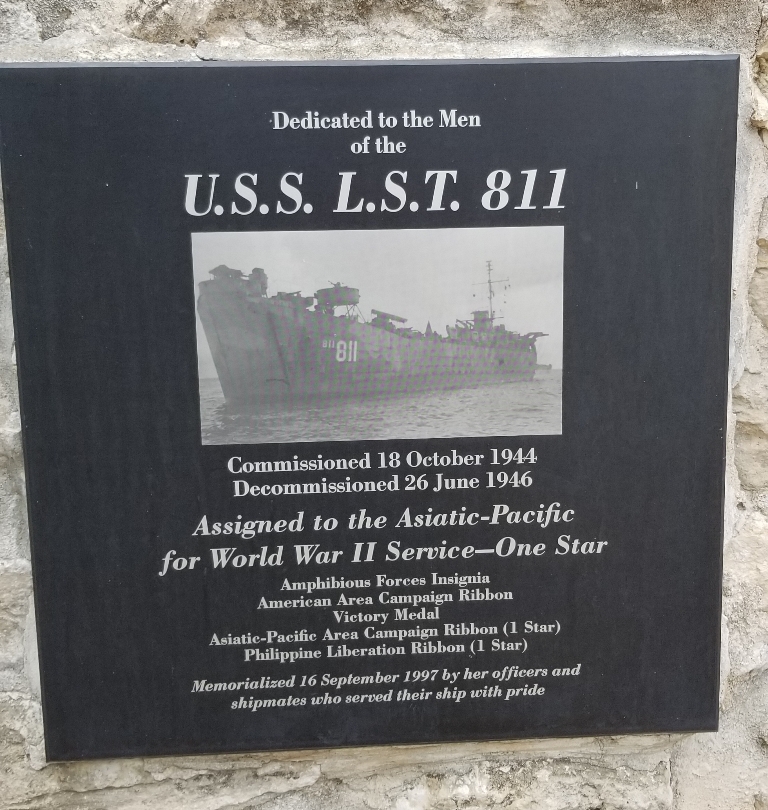 Dedicated to the Men
of the
U.S.S. L.S.T. 811
811
Commissioned 18 October 1944
Decommissioned 26 June 1946
Assigned to the Asiatic-Pacific
for World War II Service—One Star
Amphibious Forces Insignia
American Area Campaign Ribbon
Victory Medal
Asiatic-Pacific Area Campaign Ribbon (1 Star)
Philippine Liberation Ribbon (1 Star)
Memorialized 16 September 1997 by her officers and
shipmates who served their ship with pride